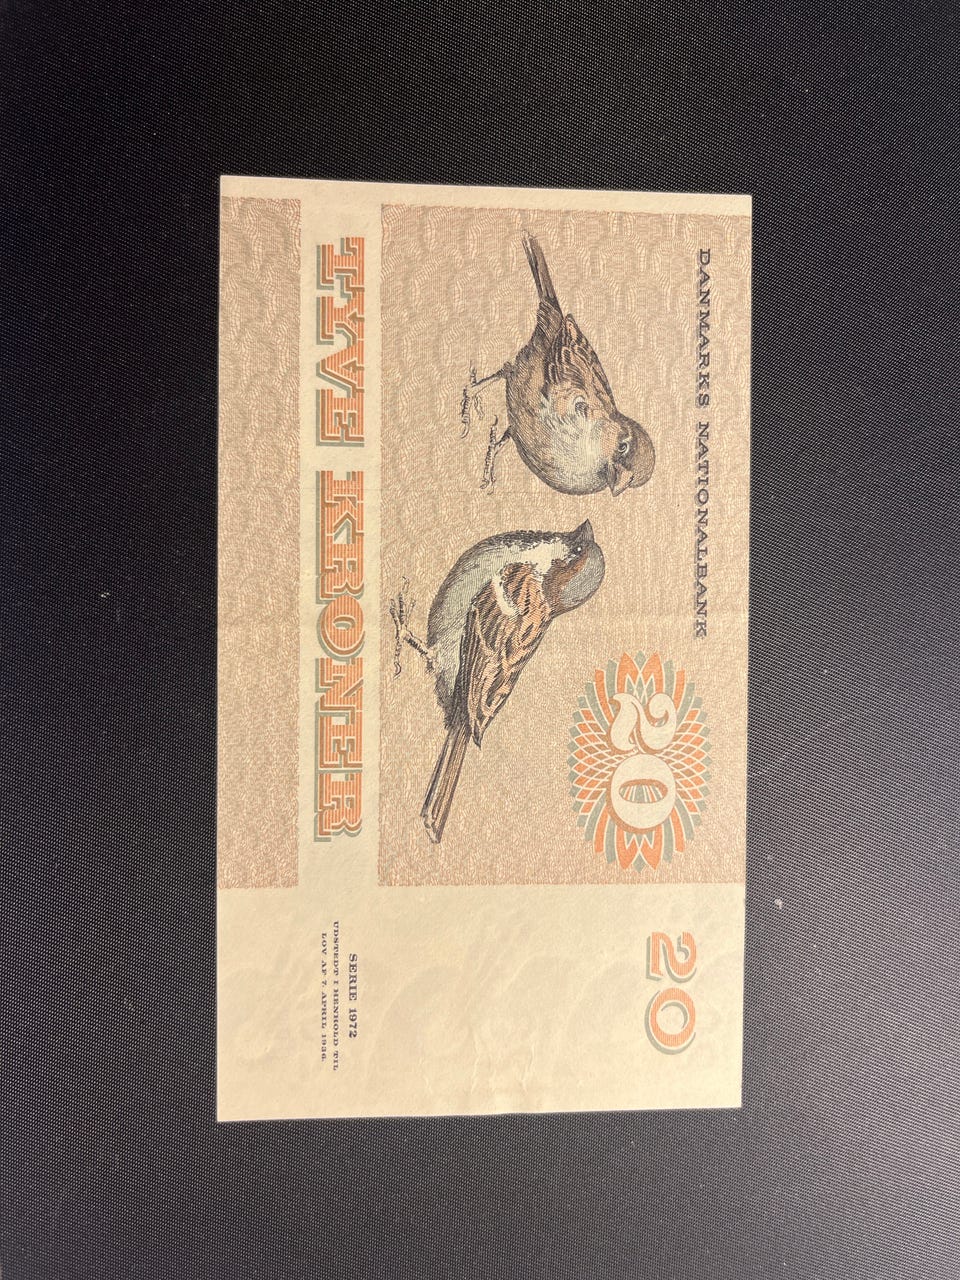 DANMARKS NATIONALBANK
20
20
TYVE KRONER
SERIE 1972
UDSTEDT I HENHOLD TIL
LOV AF 7. APRIL 1936.